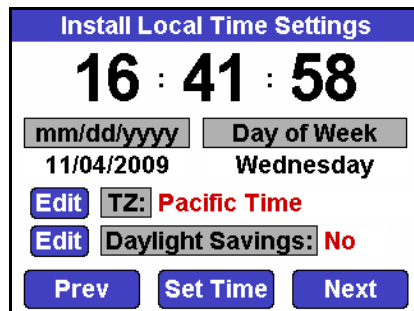 Install Local Time Settings
16 : 41 : 58
mm/dd/yyyy Day of Week
11/04/2009 Wednesday
Edit TZ: Pacific Time
Edit Daylight Savings: No
Prev Set Time Next